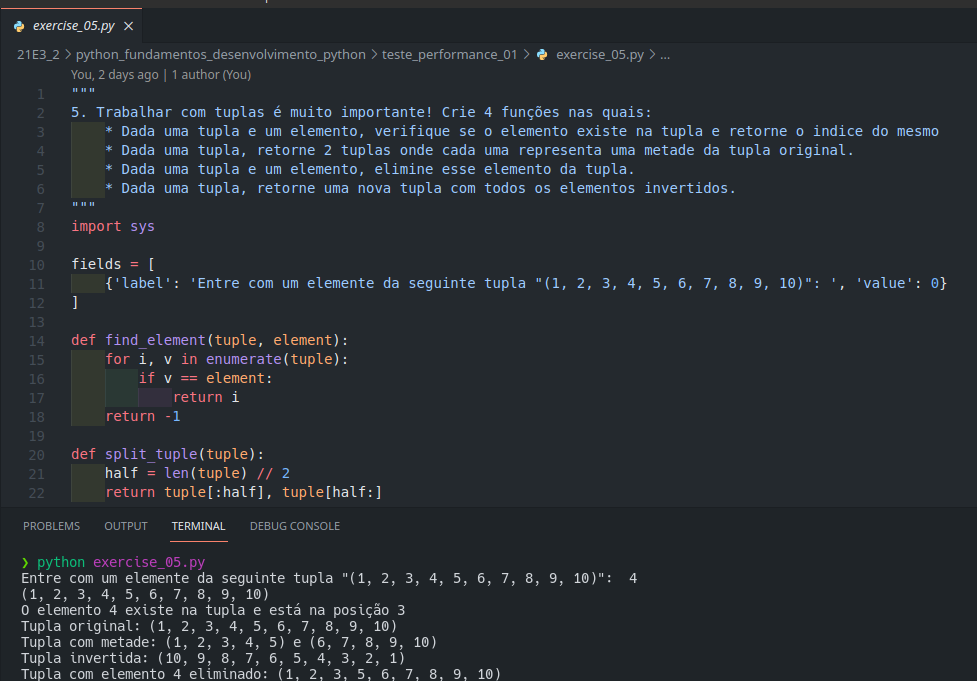 exercise_05.py ×
21E3_2 > python_fundamentos_desenvolvimento_python > teste_performance_01 > exercise_05.py > ...
You, 2 days ago | 1 author (You)
1 """
2 5. Trabalhar com tuplas é muito importante! Crie 4 funções nas quais:
3     * Dada uma tupla e um elemento, verifique se o elemento existe na tupla e retorne o indice do mesmo
4     * Dada uma tupla, retorne 2 tuplas onde cada uma representa uma metade da tupla original.
5     * Dada uma tupla e um elemento, elimine esse elemento da tupla.
6     * Dada uma tupla, retorne uma nova tupla com todos os elementos invertidos.
7 """
8 import sys
9
10 fields = [
11     {'label': 'Entre com um elemente da seguinte tupla "(1, 2, 3, 4, 5, 6, 7, 8, 9, 10)": ', 'value': 0}
12 ]
13
14 def find_element(tuple, element):
15     for i, v in enumerate(tuple):
16         if v == element:
17             return i
18     return -1
19
20 def split_tuple(tuple):
21     half = len(tuple) // 2
22     return tuple[:half], tuple[half:]
PROBLEMS OUTPUT TERMINAL DEBUG CONSOLE
❯ python exercise_05.py
Entre com um elemente da seguinte tupla "(1, 2, 3, 4, 5, 6, 7, 8, 9, 10)":  4
(1, 2, 3, 4, 5, 6, 7, 8, 9, 10)
O elemento 4 existe na tupla e está na posição 3
Tupla original: (1, 2, 3, 4, 5, 6, 7, 8, 9, 10)
Tupla com metade: (1, 2, 3, 4, 5) e (6, 7, 8, 9, 10)
Tupla invertida: (10, 9, 8, 7, 6, 5, 4, 3, 2, 1)
Tupla com elemento 4 eliminado: (1, 2, 3, 5, 6, 7, 8, 9, 10)